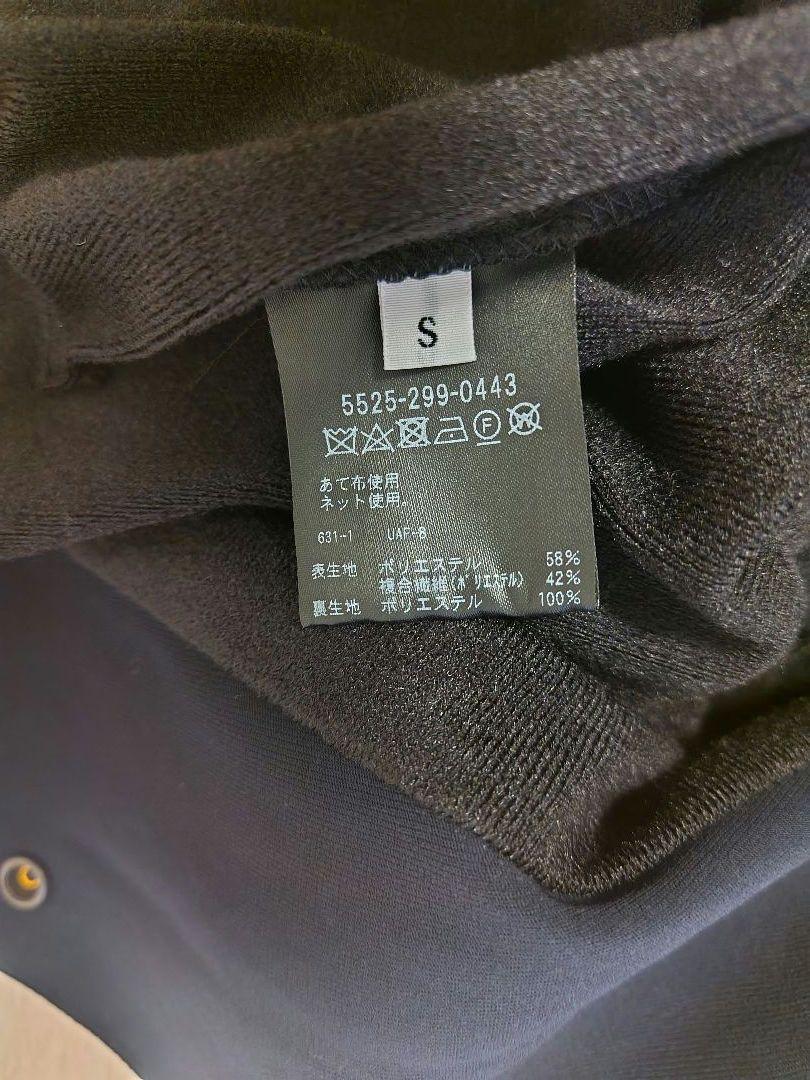 S
5525-299-0443
F W
あて布使用
ネット使用。
631-1 UAF-8
表生地 ポリエステル 58%
複合繊維(ポリエステル) 42%
裏生地 ポリエステル 100%